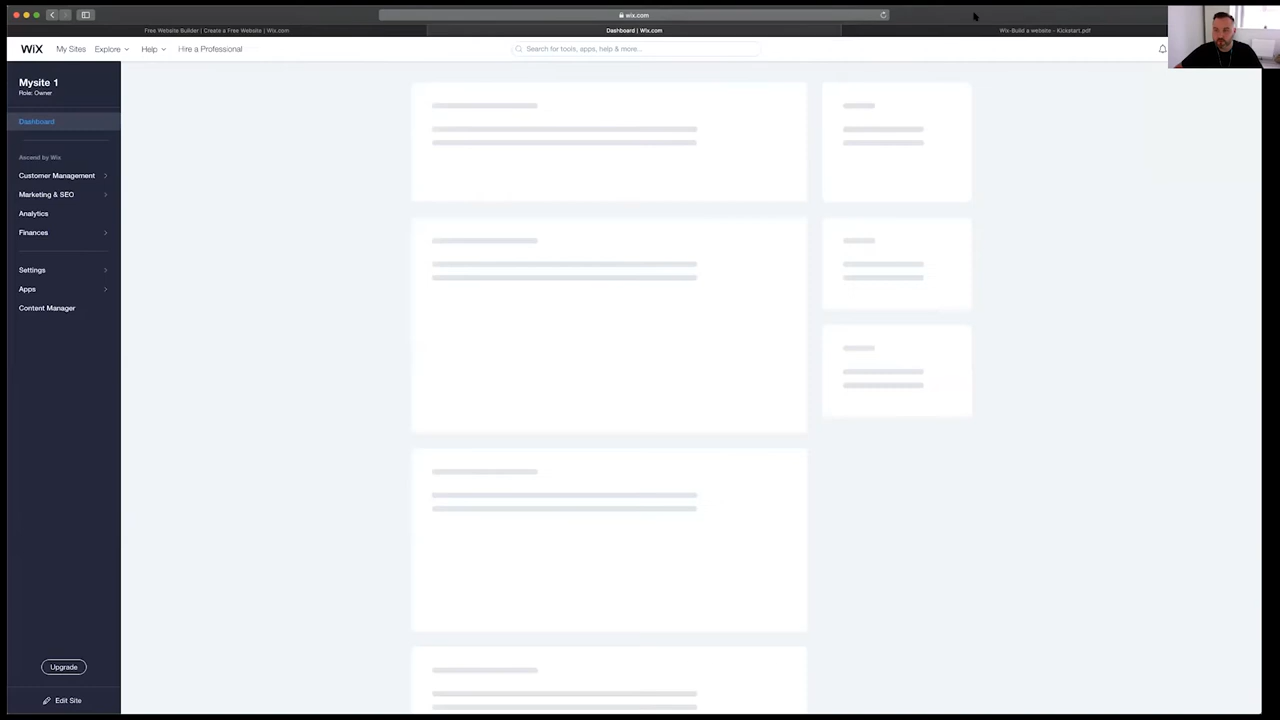 wix.com
Free Website Builder | Create a Free Website | Wix.com
Dashboard | Wix.com
Wix-Build a website - Kickstart.pdf
WiX
My Sites
Explore
Help
Hire a Professional
Search for tools, apps, help & more...
Mysite 1
Role: Owner
Dashboard
Ascend by Wix
Customer Management
Marketing & SEO
Analytics
Finances
Settings
Apps
Content Manager
Upgrade
Edit Site